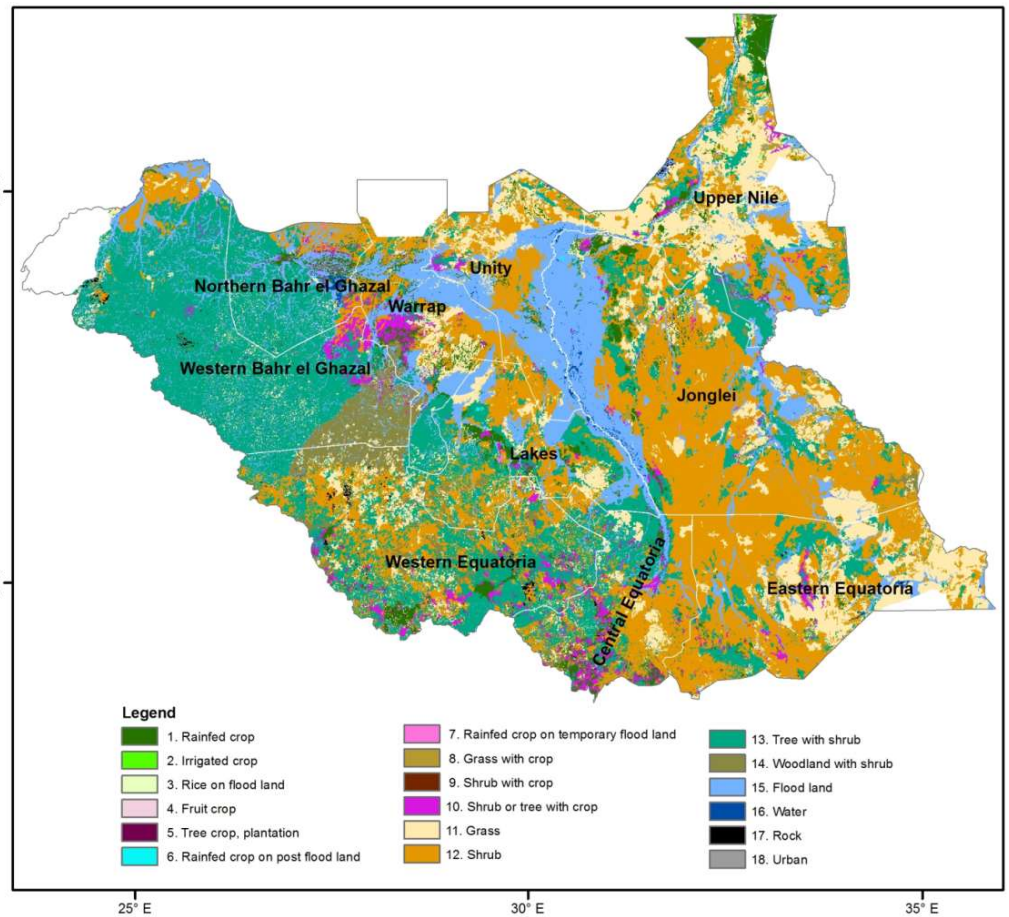 Upper Nile
Unity
Northern Bahr el Ghazal
Warrap
Western Bahr el Ghazal
Jonglei
Lakes
Western Equatoria
Central Equatoria
Eastern Equatoria
Legend
1. Rainfed crop
2. Irrigated crop
3. Rice on flood land
4. Fruit crop
5. Tree crop, plantation
6. Rainfed crop on post flood land
7. Rainfed crop on temporary flood land
8. Grass with crop
9. Shrub with crop
10. Shrub or tree with crop
11. Grass
12. Shrub
13. Tree with shrub
14. Woodland with shrub
15. Flood land
16. Water
17. Rock
18. Urban
25° E
30° E
35° E